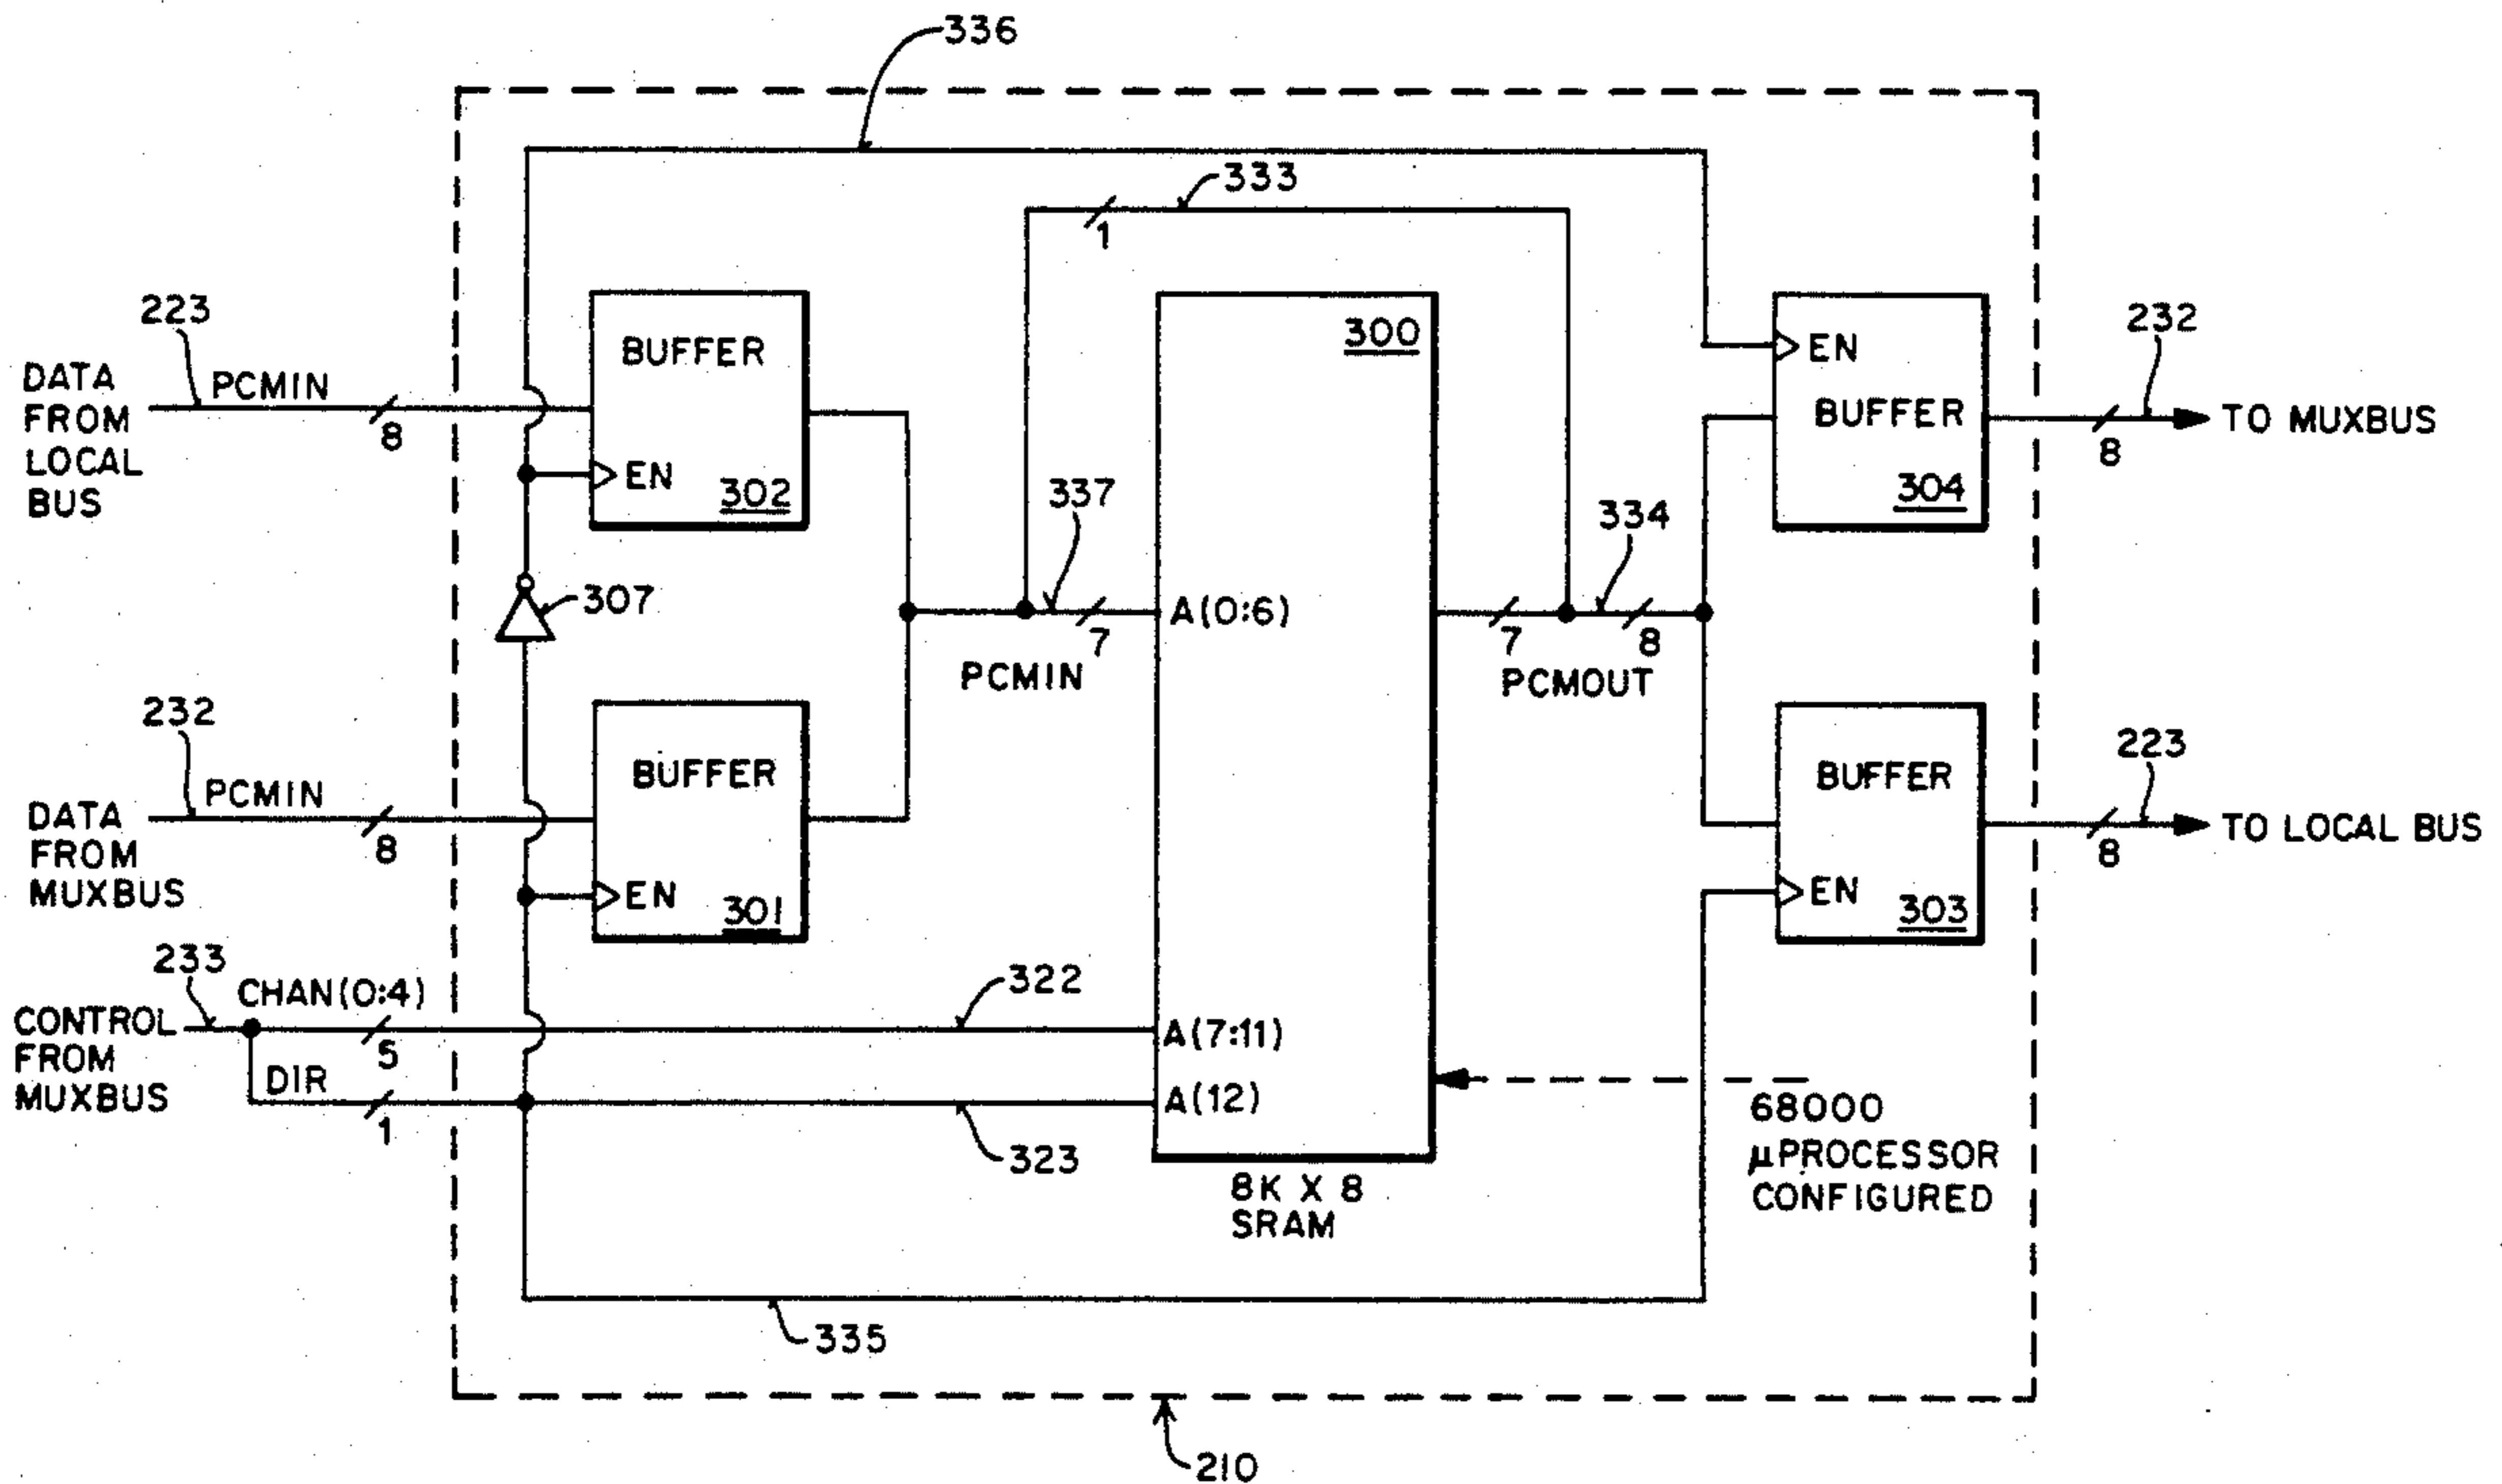 336
333
1
223
DATA
FROM
LOCAL
BUS
PCMIN
8
BUFFER
EN
302
300
337
A(0:6)
7
PCMIN
334
7
8
PCMOUT
EN
BUFFER
304
232
8
TO MUXBUS
307
232
DATA
FROM
MUXBUS
PCMIN
8
BUFFER
EN
301
BUFFER
EN
303
223
8
TO LOCAL BUS
233
CONTROL
FROM
MUXBUS
CHAN(0:4)
5
DIR
1
322
A(7:11)
A(12)
323
8K X 8
SRAM
68000
µPROCESSOR
CONFIGURED
335
210